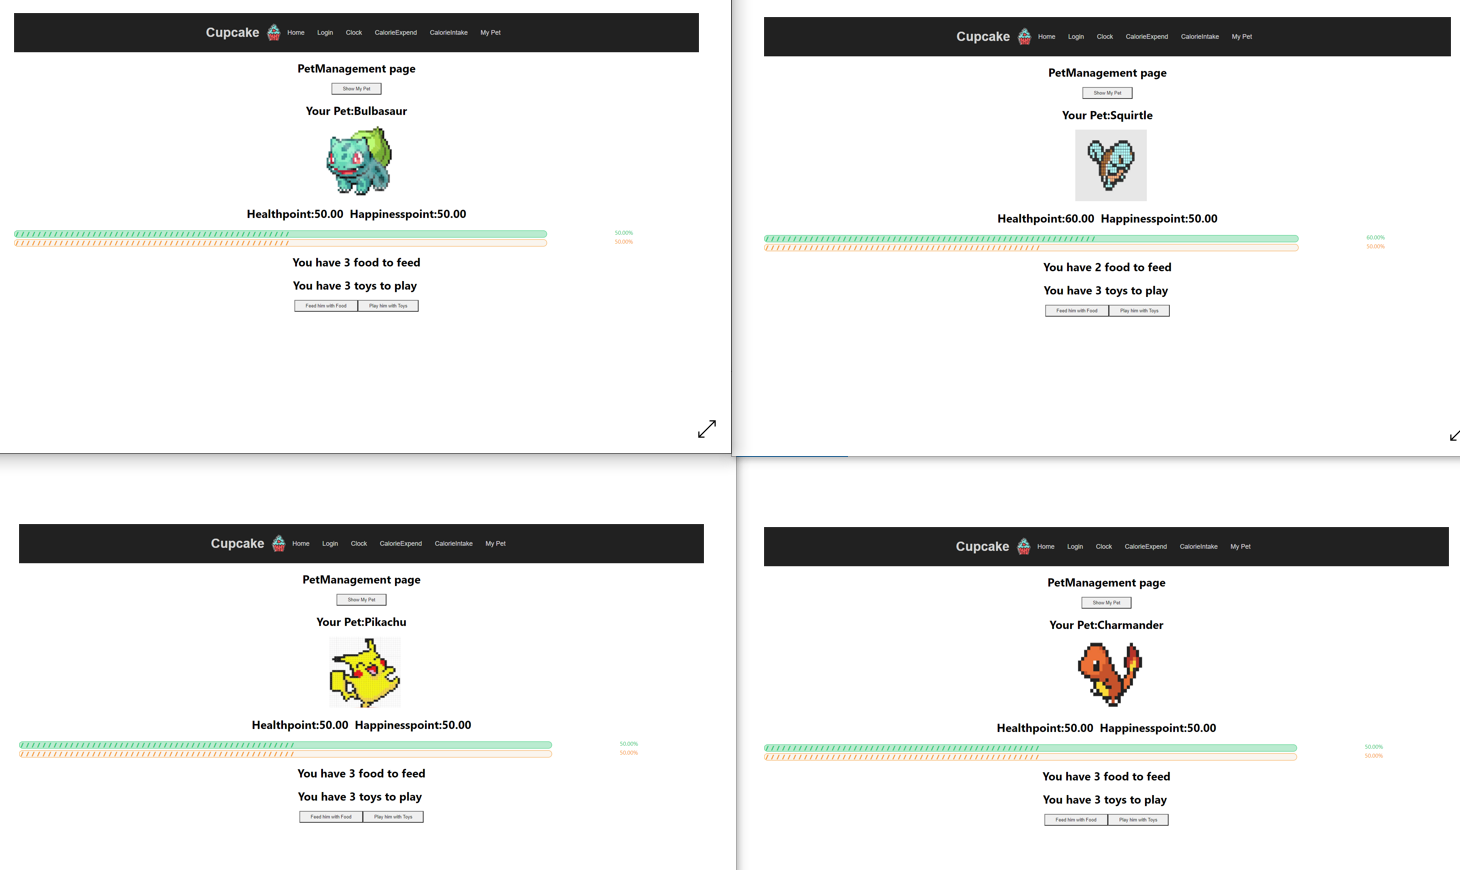 Cupcake Home Login Clock CalorieExpend CalorieIntake My Pet
PetManagement page
Show My Pet
Your Pet:Bulbasaur
Healthpoint:50.00 Happinesspoint:50.00
50.00%
50.00%
You have 3 food to feed
You have 3 toys to play
Feed him with Food Play him with Toys
Cupcake Home Login Clock CalorieExpend CalorieIntake My Pet
PetManagement page
Show My Pet
Your Pet:Squirtle
Healthpoint:60.00 Happinesspoint:50.00
60.00%
50.00%
You have 2 food to feed
You have 3 toys to play
Feed him with Food Play him with Toys
Cupcake Home Login Clock CalorieExpend CalorieIntake My Pet
PetManagement page
Show My Pet
Your Pet:Pikachu
Healthpoint:50.00 Happinesspoint:50.00
50.00%
50.00%
You have 3 food to feed
You have 3 toys to play
Feed him with Food Play him with Toys
Cupcake Home Login Clock CalorieExpend CalorieIntake My Pet
PetManagement page
Show My Pet
Your Pet:Charmander
Healthpoint:50.00 Happinesspoint:50.00
50.00%
50.00%
You have 3 food to feed
You have 3 toys to play
Feed him with Food Play him with Toys